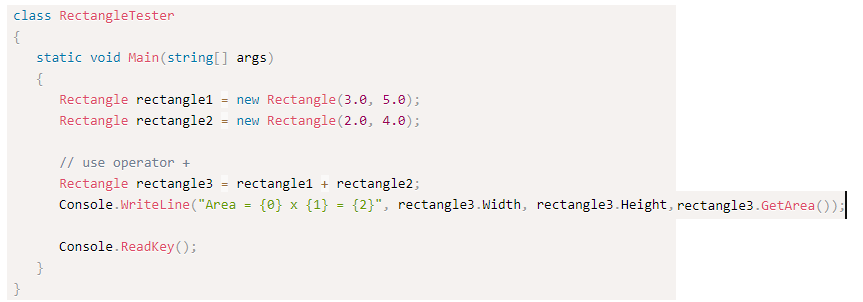 class RectangleTester
{
static void Main(string[] args)
{
Rectangle rectangle1 = new Rectangle(3.0, 5.0);
Rectangle rectangle2 = new Rectangle(2.0, 4.0);
// use operator +
Rectangle rectangle3 = rectangle1 + rectangle2;
Console.WriteLine("Area = {0} x {1} = {2}", rectangle3.Width, rectangle3.Height,rectangle3.GetArea());
Console.ReadKey();
}
}